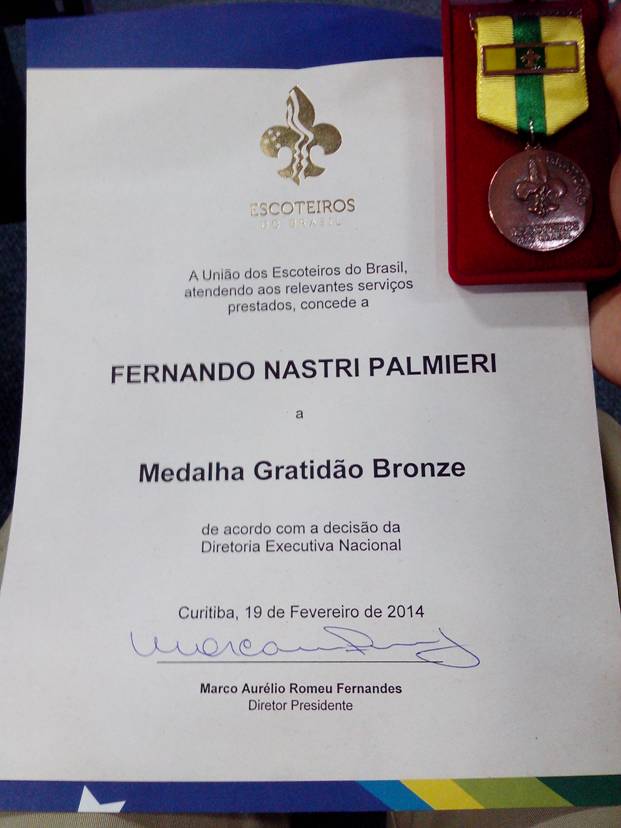 ESCOTEIROS
DO BRASIL
A União dos Escoteiros do Brasil,
atendendo aos relevantes serviços
prestados, concede a
FERNANDO NASTRI PALMIERI
a
Medalha Gratidão Bronze
de acordo com a decisão da
Diretoria Executiva Nacional
Curitiba, 19 de Fevereiro de 2014
Marco Aurélio Romeu Fernandes
Diretor Presidente